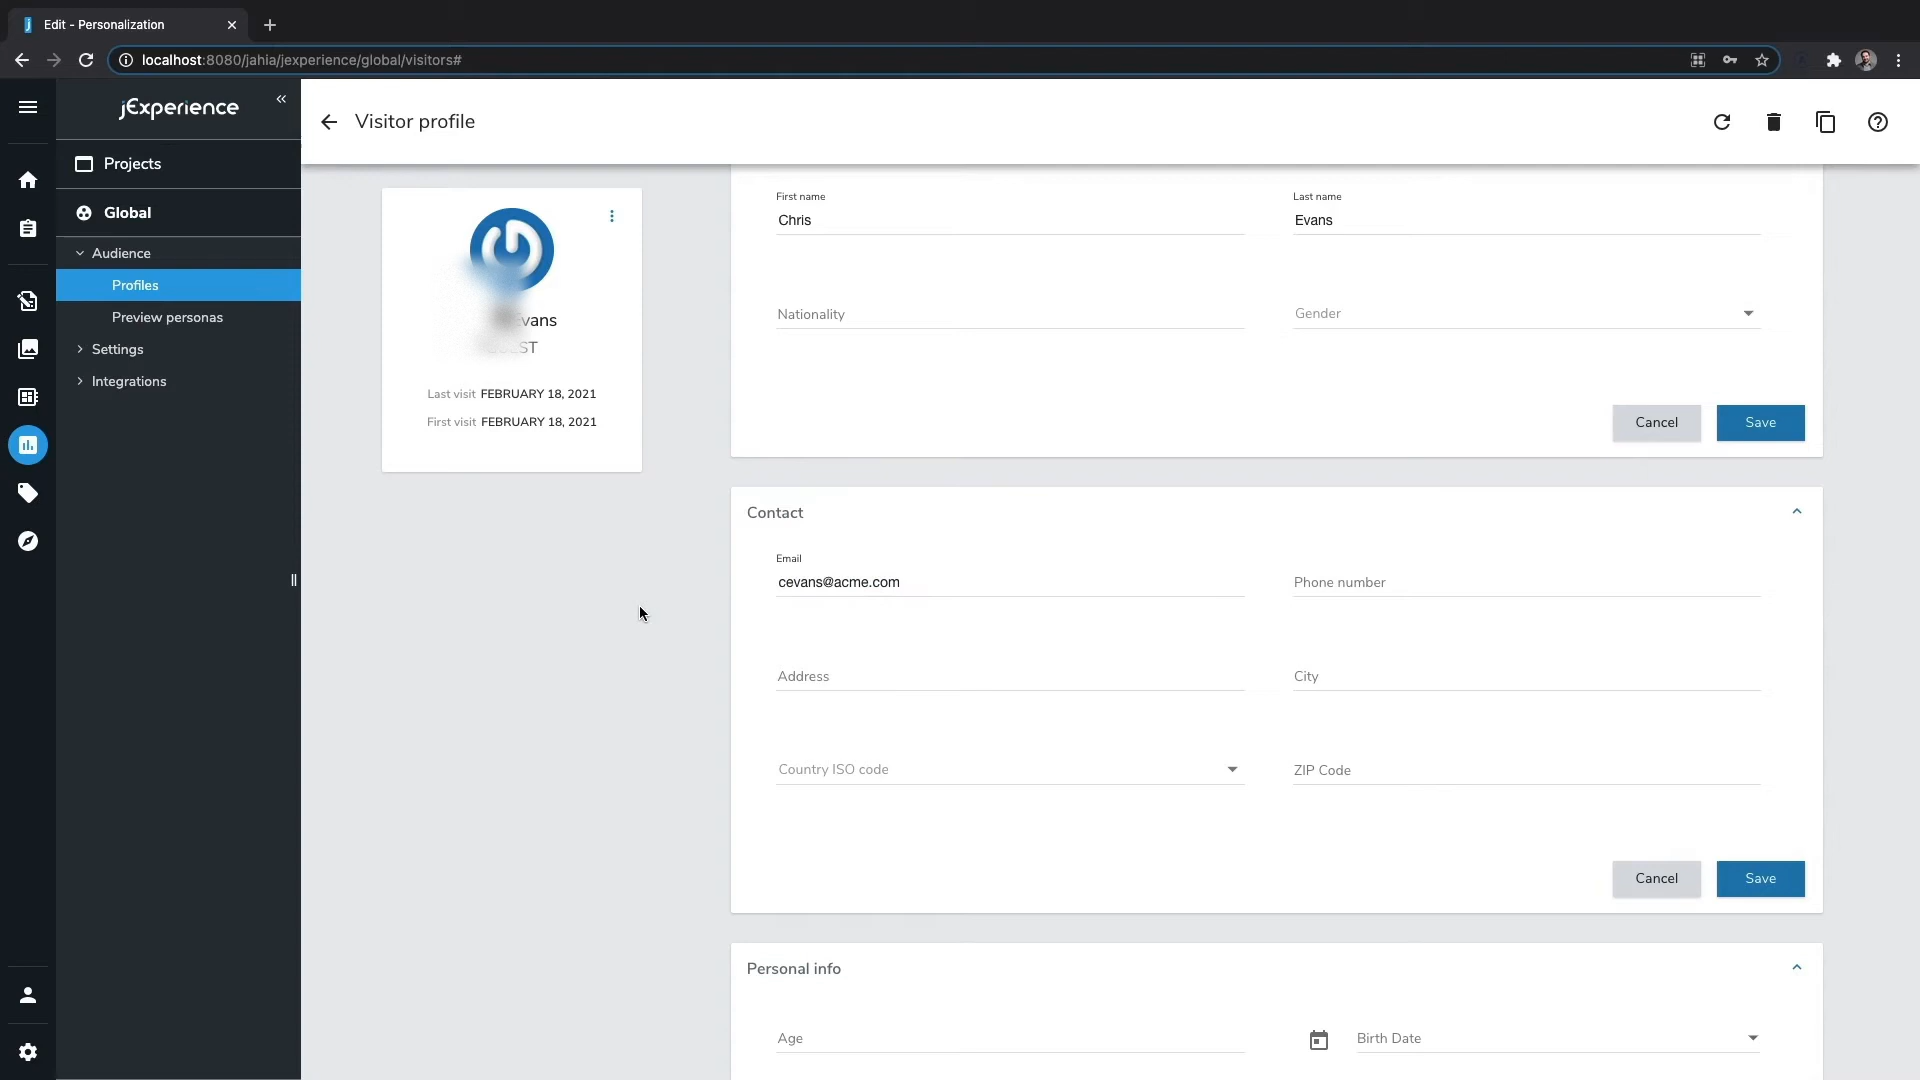 Edit - Personalization
localhost:8080/jahia/jexperience/global/visitors#
jExperience
Visitor profile
Projects
Global
Audience
Profiles
Preview personas
Settings
Integrations
Last visit FEBRUARY 18, 2021
First visit FEBRUARY 18, 2021
First name
Last name
Chris
Evans
Nationality
Gender
Cancel
Save
Contact
Email
cevans@acme.com
Phone number
Address
City
Country ISO code
ZIP Code
Cancel
Save
Personal info
Age
Birth Date